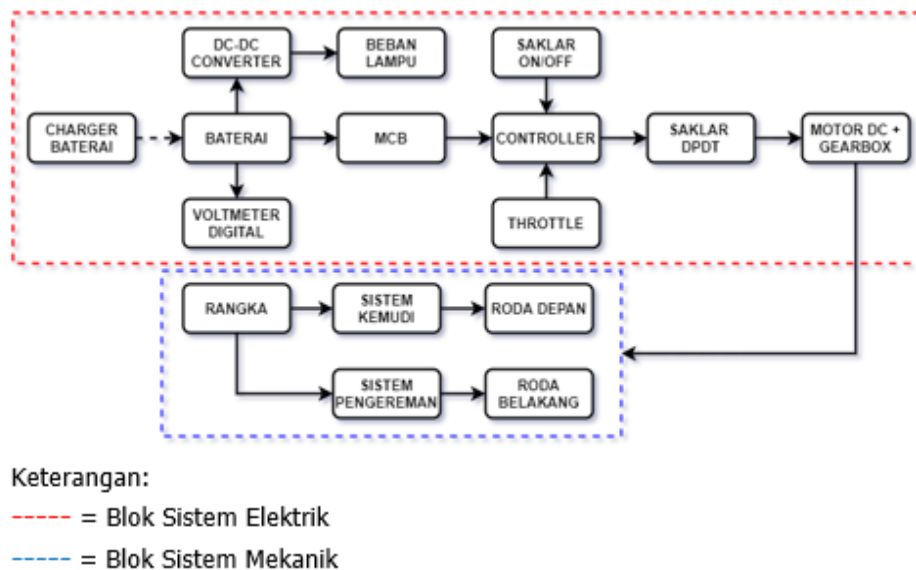 DC-DC
CONVERTER
BEBAN
LAMPU
SAKLAR
ON/OFF
CHARGER
BATERAI
BATERAI
MCB
CONTROLLER
SAKLAR
DPDT
MOTOR DC +
GEARBOX
VOLTMETER
DIGITAL
THROTTLE
RANGKA
SISTEM
KEMUDI
RODA DEPAN
SISTEM
PENGEREMAN
RODA
BELAKANG
Keterangan:
= Blok Sistem Elektrik
= Blok Sistem Mekanik